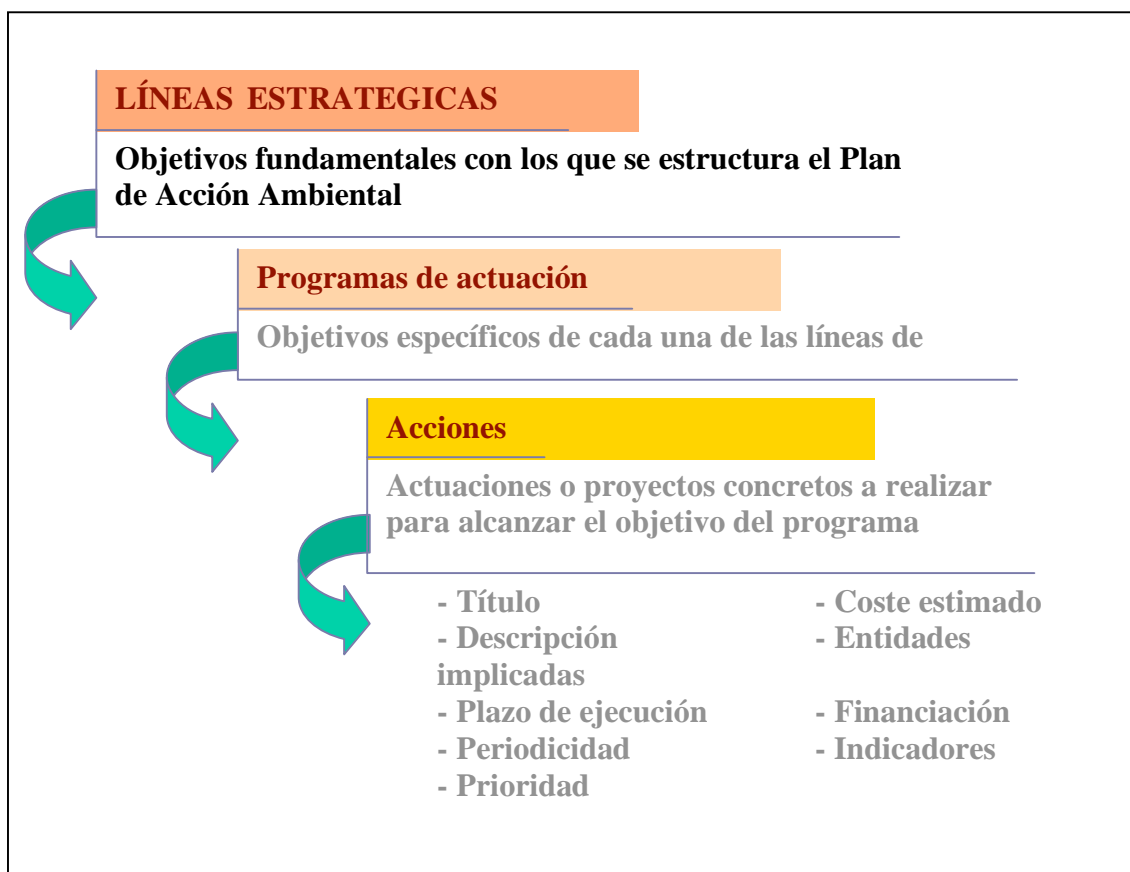 LÍNEAS ESTRATEGICAS
Objetivos fundamentales con los que se estructura el Plan
de Acción Ambiental
Programas de actuación
Objetivos específicos de cada una de las líneas de
Acciones
Actuaciones o proyectos concretos a realizar
para alcanzar el objetivo del programa
- Título - Coste estimado
- Descripción - Entidades
implicadas
- Plazo de ejecución - Financiación
- Periodicidad - Indicadores
- Prioridad